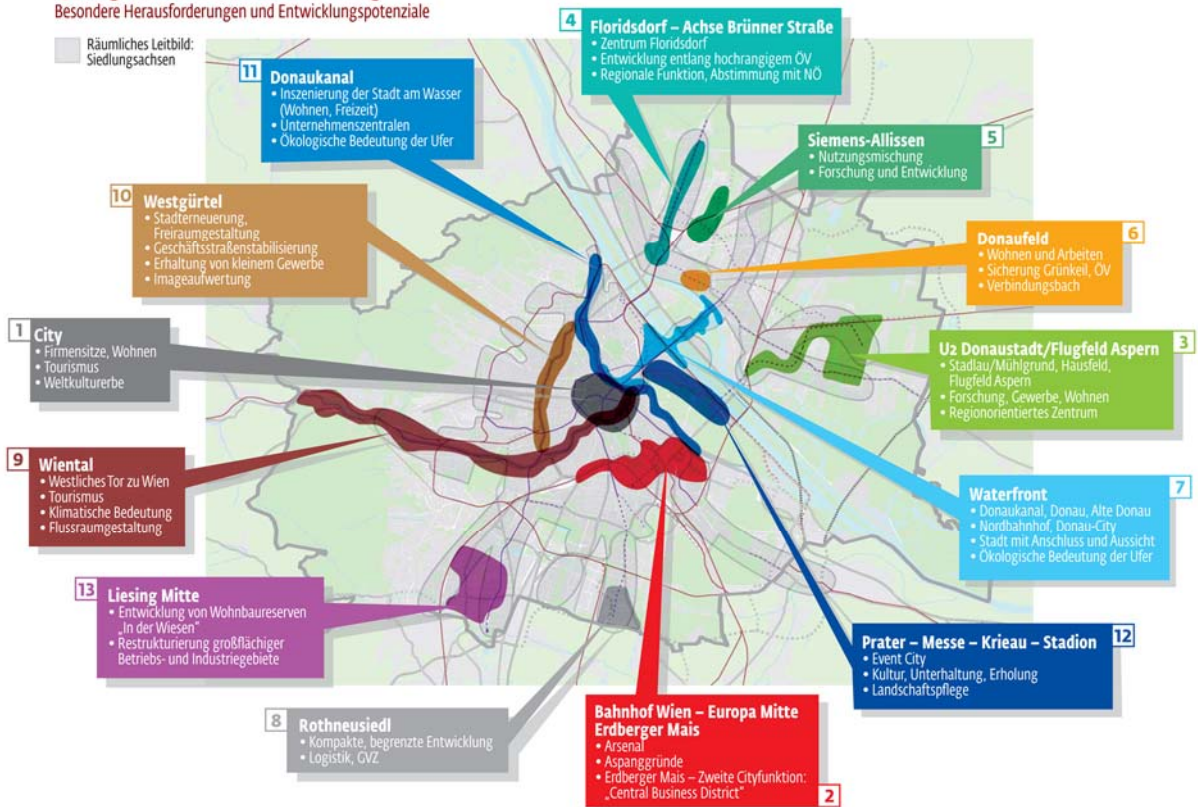 Besondere Herausforderungen und Entwicklungspotenziale
Räumliches Leitbild:
Siedlungsachsen
4
Floridsdorf – Achse Brünner Straße
• Zentrum Floridsdorf
• Entwicklung entlang hochrangigem ÖV
• Regionale Funktion, Abstimmung mit NÖ
11
Donaukanal
• Inszenierung der Stadt am Wasser
(Wohnen, Freizeit)
• Unternehmenszentralen
• Ökologische Bedeutung der Ufer
5
Siemens-Allissen
• Nutzungsmischung
• Forschung und Entwicklung
10
Westgürtel
• Stadterneuerung,
Freiraumgestaltung
• Geschäftsstraßenstabilisierung
• Erhaltung von kleinem Gewerbe
• Imageaufwertung
6
Donaufeld
• Wohnen und Arbeiten
• Sicherung Grünkeil, ÖV
• Verbindungsbach
1
City
• Firmensitze, Wohnen
• Tourismus
• Weltkulturerbe
3
U2 Donaustadt/Flugfeld Aspern
• Stadlau/Mühlgrund, Hausfeld,
Flugfeld Aspern
• Forschung, Gewerbe, Wohnen
• Regionorientiertes Zentrum
9
Wiental
• Westliches Tor zu Wien
• Tourismus
• Klimatische Bedeutung
• Flussraumgestaltung
7
Waterfront
• Donaukanal, Donau, Alte Donau
• Nordbahnhof, Donau-City
• Stadt mit Anschluss und Aussicht
• Ökologische Bedeutung der Ufer
13
Liesing Mitte
• Entwicklung von Wohnbaureserven
„In der Wiesen"
• Restrukturierung großflächiger
Betriebs- und Industriegebiete
12
Prater – Messe – Krieau – Stadion
• Event City
• Kultur, Unterhaltung, Erholung
• Landschaftspflege
8
Rothneusiedl
• Kompakte, begrenzte Entwicklung
• Logistik, GVZ
Bahnhof Wien – Europa Mitte
Erdberger Mais
• Arsenal
• Aspanggründe
• Erdberger Mais – Zweite Cityfunktion:
„Central Business District"
2